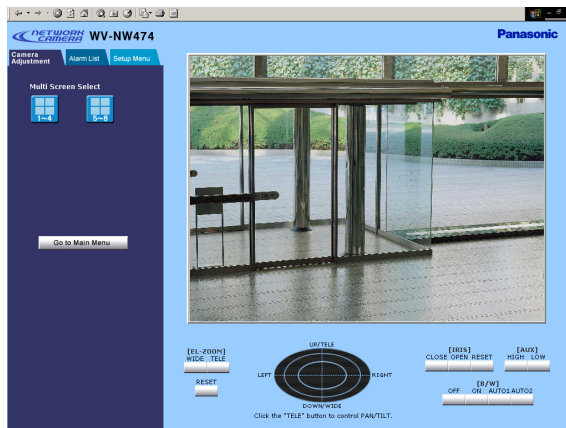 NETWORK
CAMERA
WV-NW474
Panasonic
Camera
Adjustment
Alarm List
Setup Menu
Multi Screen Select
1~4
5~8
Go to Main Menu
[EL-ZOOM]
WIDE TELE
RESET
UP/TELE
LEFT
RIGHT
DOWN/WIDE
Click the "TELE" button to control PAN/TILT.
[IRIS]
CLOSE OPEN RESET
[AUX]
HIGH LOW
[B/W]
OFF ON AUTO1 AUTO2